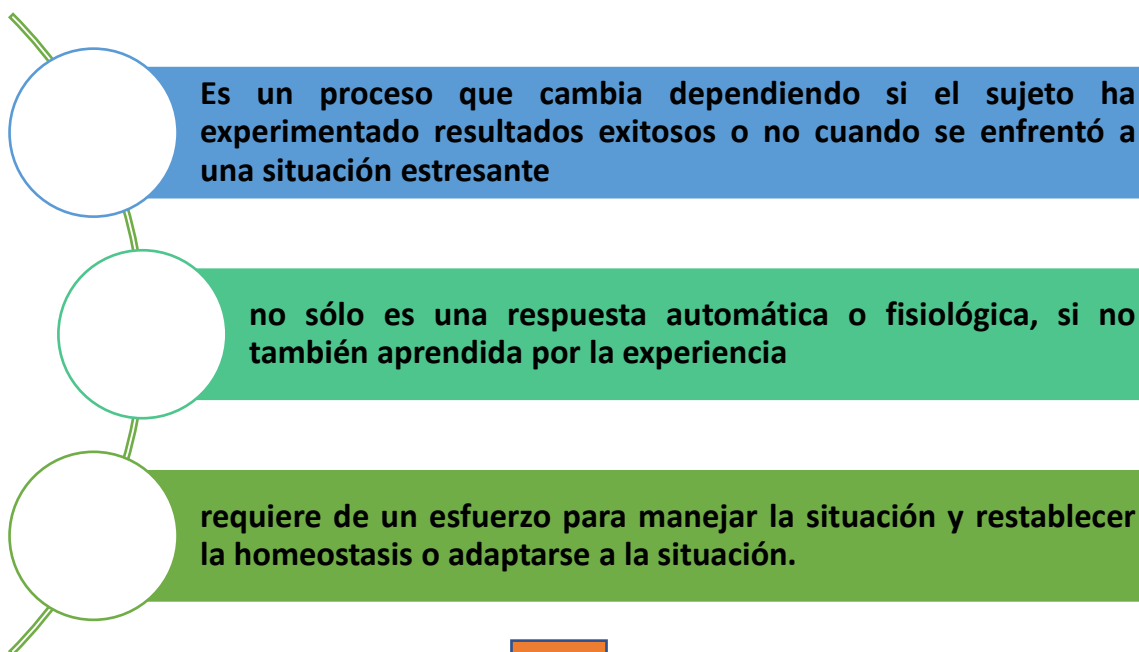 Es un proceso que cambia dependiendo si el sujeto ha
experimentado resultados exitosos o no cuando se enfrentó a
una situación estresante
no sólo es una respuesta automática o fisiológica, si no
también aprendida por la experiencia
requiere de un esfuerzo para manejar la situación y restablecer
la homeostasis o adaptarse a la situación.